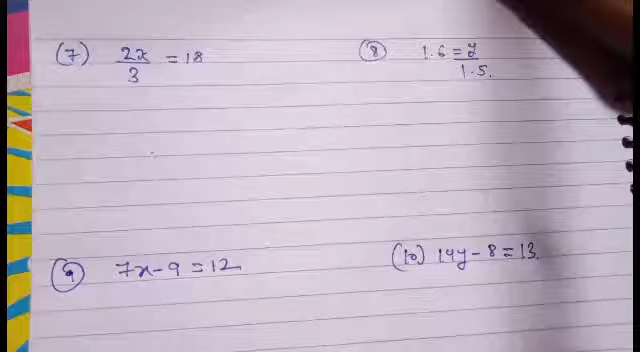 (7) 2x/3 = 18
(8) 1.6 = y/1.5.
(9) 7x - 9 = 12
(10) 14y - 8 = 13.